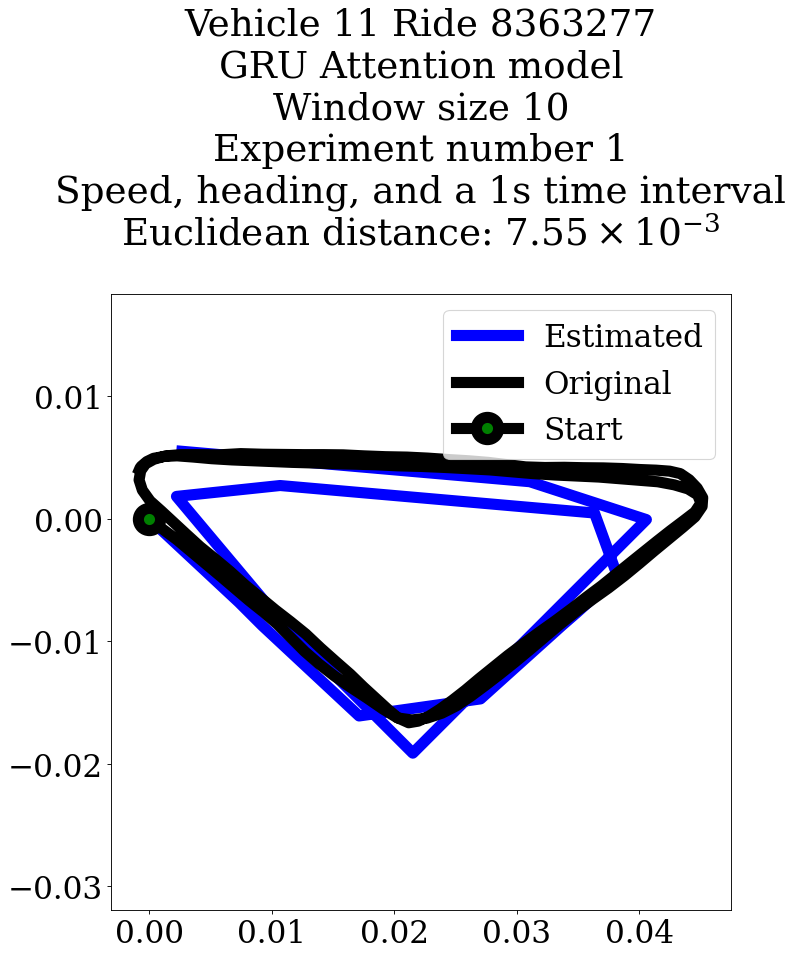 Vehicle 11 Ride 8363277
GRU Attention model
Window size 10
Experiment number 1
Speed, heading, and a 1s time interval
Euclidean distance: 7.55 × 10⁻³
Estimated
Original
Start
0.01
0.00
−0.01
−0.02
−0.03
0.00 0.01 0.02 0.03 0.04